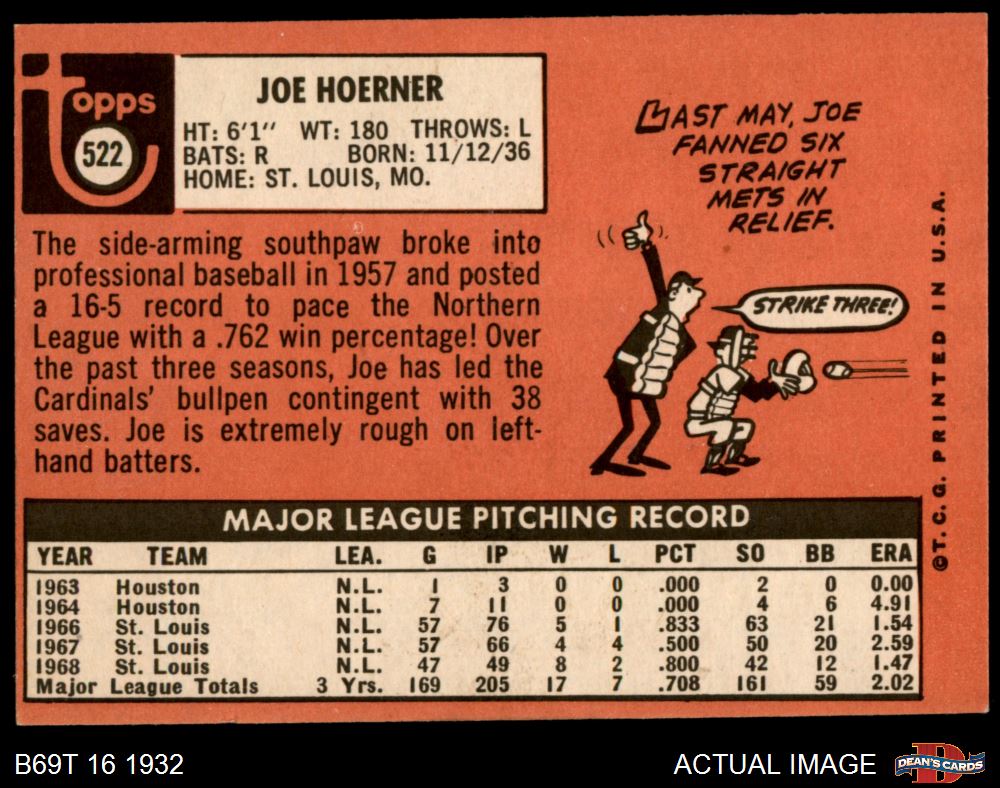 topps
522
JOE HOERNER
HT: 6'1" WT: 180 THROWS: L
BATS: R BORN: 11/12/36
HOME: ST. LOUIS, MO.
The side-arming southpaw broke into
professional baseball in 1957 and posted
a 16-5 record to pace the Northern
League with a .762 win percentage! Over
the past three seasons, Joe has led the
Cardinals' bullpen contingent with 38
saves. Joe is extremely rough on left-
hand batters.
LAST MAY, JOE
FANNED SIX
STRAIGHT
METS IN
RELIEF.
STRIKE THREE!
© T. C. G. PRINTED IN U.S.A.
MAJOR LEAGUE PITCHING RECORD
YEAR TEAM LEA. G IP W L PCT SO BB ERA
1963 Houston N.L. 1 3 0 0 .000 2 0 0.00
1964 Houston N.L. 7 11 0 0 .000 4 6 4.91
1966 St. Louis N.L. 57 76 5 1 .833 63 21 1.54
1967 St. Louis N.L. 57 66 4 4 .500 50 20 2.59
1968 St. Louis N.L. 47 49 8 2 .800 42 12 1.47
Major League Totals 3 Yrs. 169 205 17 7 .708 161 59 2.02
B69T 16 1932
ACTUAL IMAGE
DEAN'S CARDS